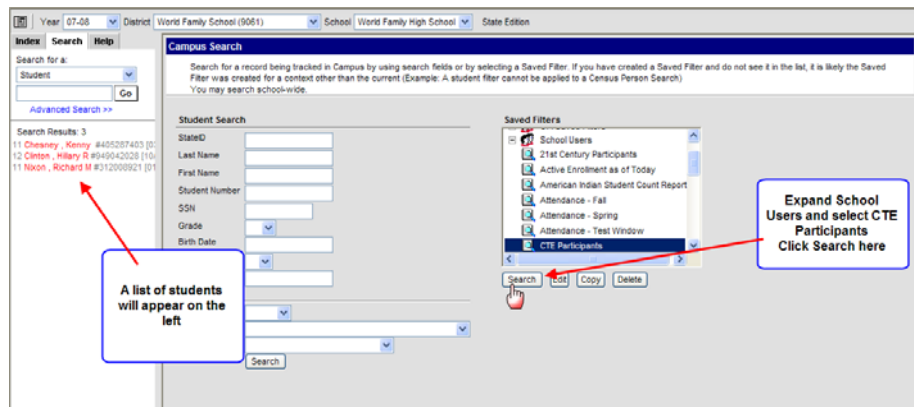 Year 07-08 District World Family School (9061) School World Family High School State Edition
Index Search Help
Search for a:
Student
Go
Advanced Search >>
Search Results: 3
11 Chesney , Kenny #405287403 [0
12 Clinton , Hillary R #949042028 [10/
11 Nixon , Richard M #312000921 [01
A list of students
will appear on the
left
Campus Search
Search for a record being tracked in Campus by using search fields or by selecting a Saved Filter. If you have created a Saved Filter and do not see it in the list, it is likely the Saved
Filter was created for a context other than the current (Example: A student filter cannot be applied to a Census Person Search)
You may search school-wide.
Student Search
StateID
Last Name
First Name
Student Number
SSN
Grade
Birth Date
Search
Saved Filters
School Users
21st Century Participants
Active Enrollment as of Today
American Indian Student Count Report
Attendance - Fall
Attendance - Spring
Attendance - Test Window
CTE Participants
Search Edit Copy Delete
Expand School
Users and select CTE
Participants
Click Search here